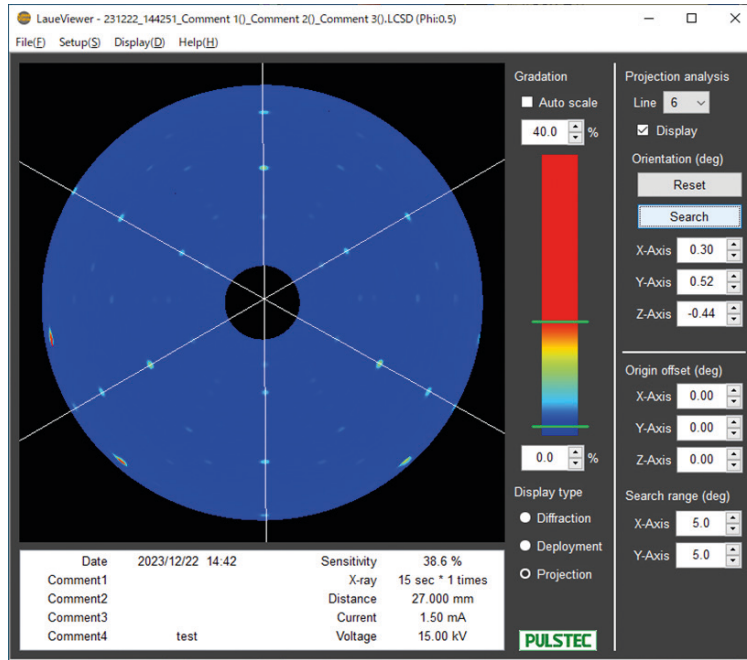 LaueViewer - 231222_144251_Comment 1()_Comment 2()_Comment 3().LCSD (Phi:0.5)
File(F) Setup(S) Display(D) Help(H)
Gradation
Auto scale
40.0 %
0.0 %
Display type
Diffraction
Deployment
Projection
PULSTEC
Projection analysis
Line 6
Display
Orientation (deg)
Reset
Search
X-Axis 0.30
Y-Axis 0.52
Z-Axis -0.44
Origin offset (deg)
X-Axis 0.00
Y-Axis 0.00
Z-Axis 0.00
Search range (deg)
X-Axis 5.0
Y-Axis 5.0
Date 2023/12/22 14:42 Sensitivity 38.6 %
Comment1 X-ray 15 sec * 1 times
Comment2 Distance 27.000 mm
Comment3 Current 1.50 mA
Comment4 test Voltage 15.00 kV